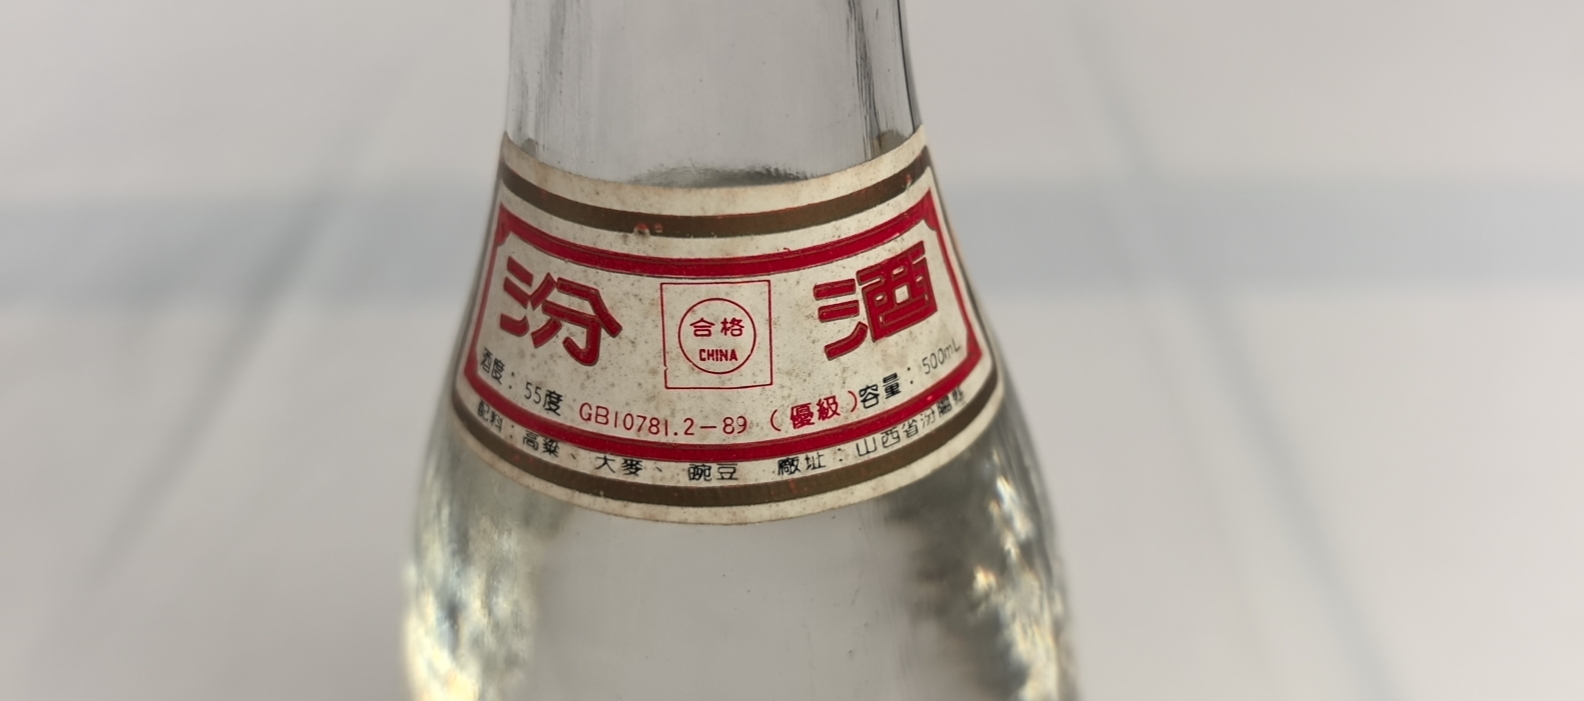 汾 酒
合格
CHINA
酒度：55度 GB10781.2—89（優級）容量：500mL
配料：高粱、大麥、豌豆 廠址：山西省汾陽縣